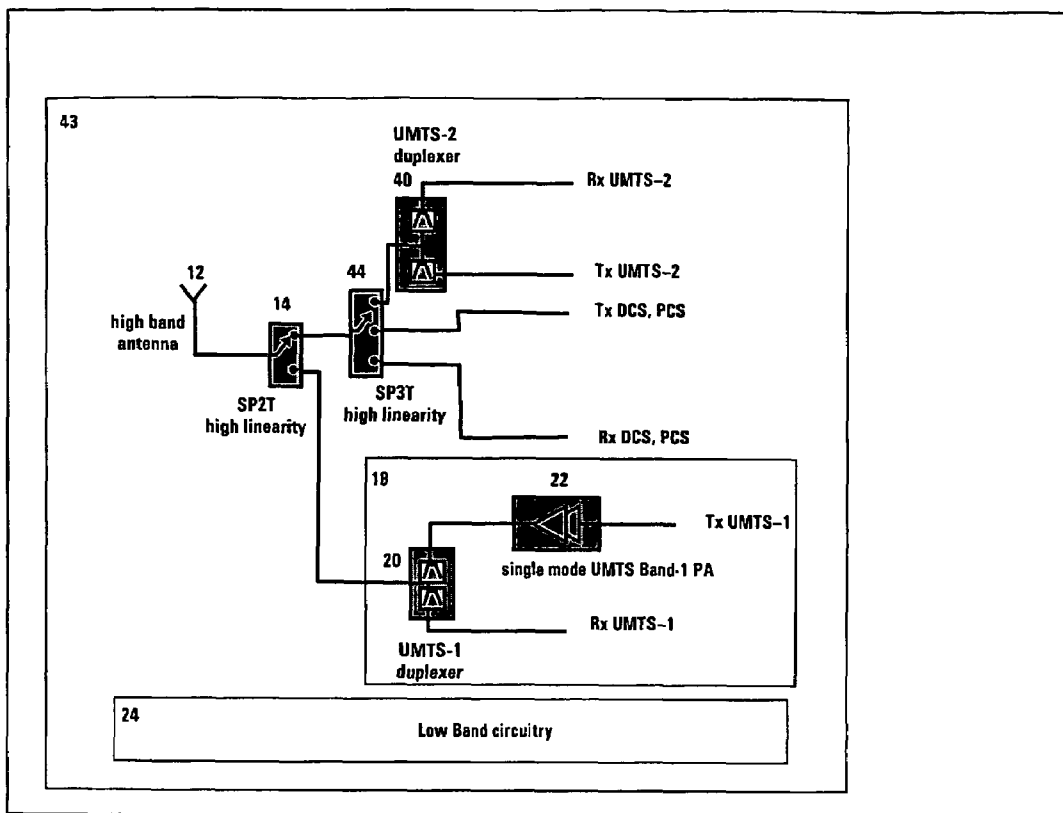 43
UMTS-2
duplexer
40
Rx UMTS-2
Tx UMTS-2
44
12
14
Tx DCS, PCS
high band
antenna
SP2T
high linearity
SP3T
high linearity
Rx DCS, PCS
18
22
Tx UMTS-1
20
single mode UMTS Band-1 PA
Rx UMTS-1
UMTS-1
duplexer
24
Low Band circuitry